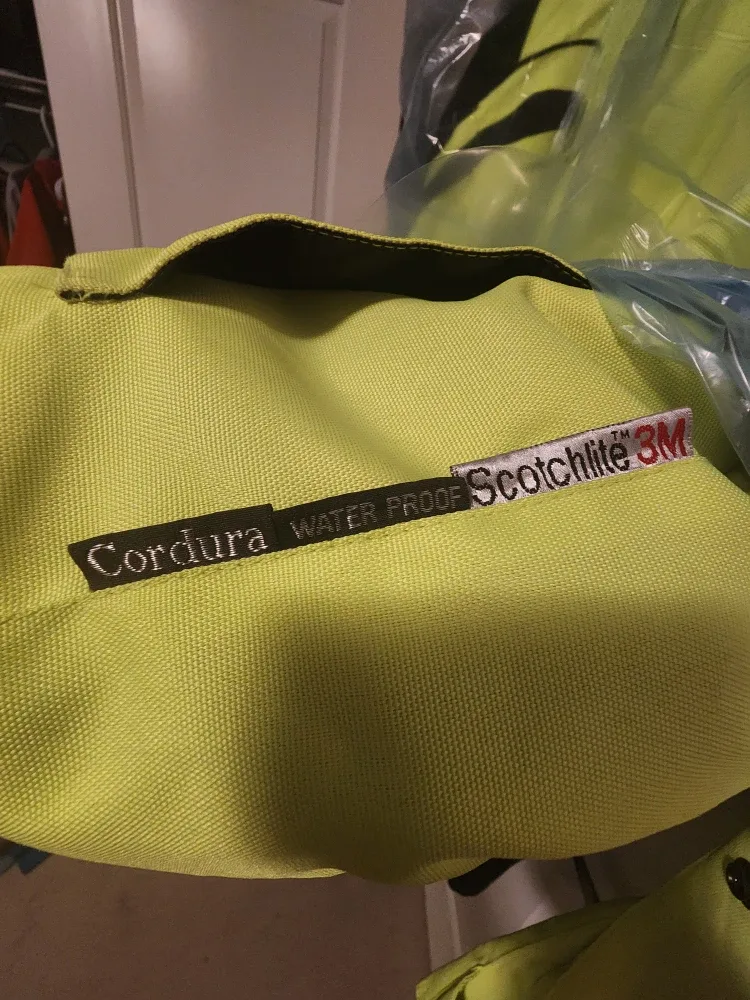 Cordura
WATER PROOF
Scotchlite™ 3M